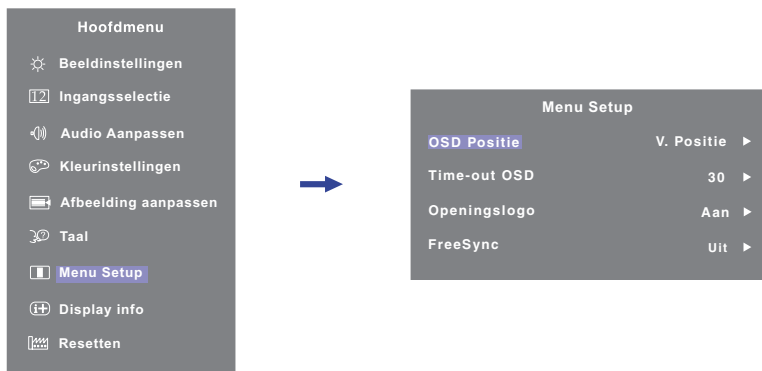 Hoofdmenu
Beeldinstellingen
12 Ingangsselectie
Audio Aanpassen
Kleurinstellingen
Afbeelding aanpassen
Taal
Menu Setup
Display info
Resetten
Menu Setup
OSD Positie V. Positie
Time-out OSD 30
Openingslogo Aan
FreeSync Uit